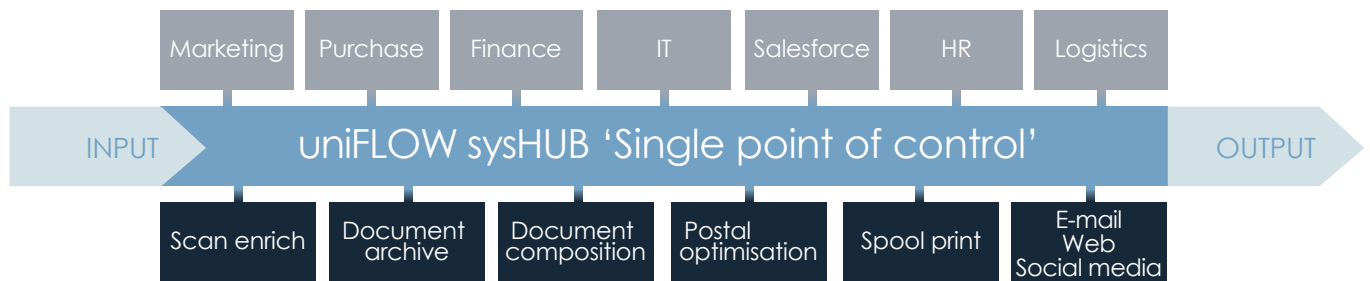 Marketing
Purchase
Finance
IT
Salesforce
HR
Logistics
INPUT
uniFLOW sysHUB ‘Single point of control’
OUTPUT
Scan enrich
Document
archive
Document
composition
Postal
optimisation
Spool print
E-mail
Web
Social media